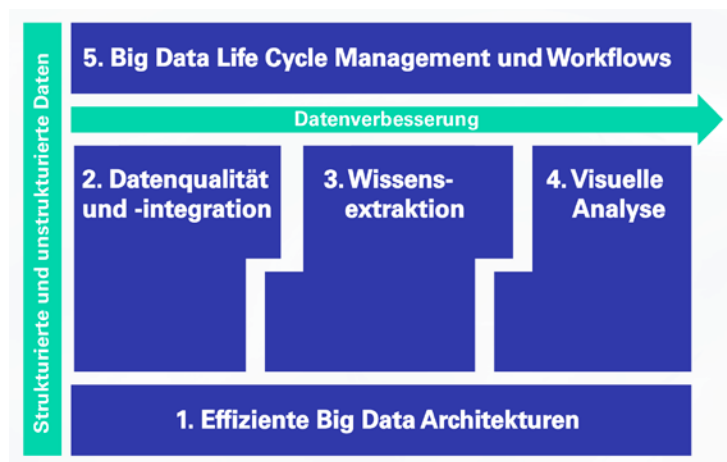 Strukturierte und unstrukturierte Daten
5. Big Data Life Cycle Management und Workflows
Datenverbesserung
2. Datenqualität
und -integration
3. Wissens-
extraktion
4. Visuelle
Analyse
1. Effiziente Big Data Architekturen